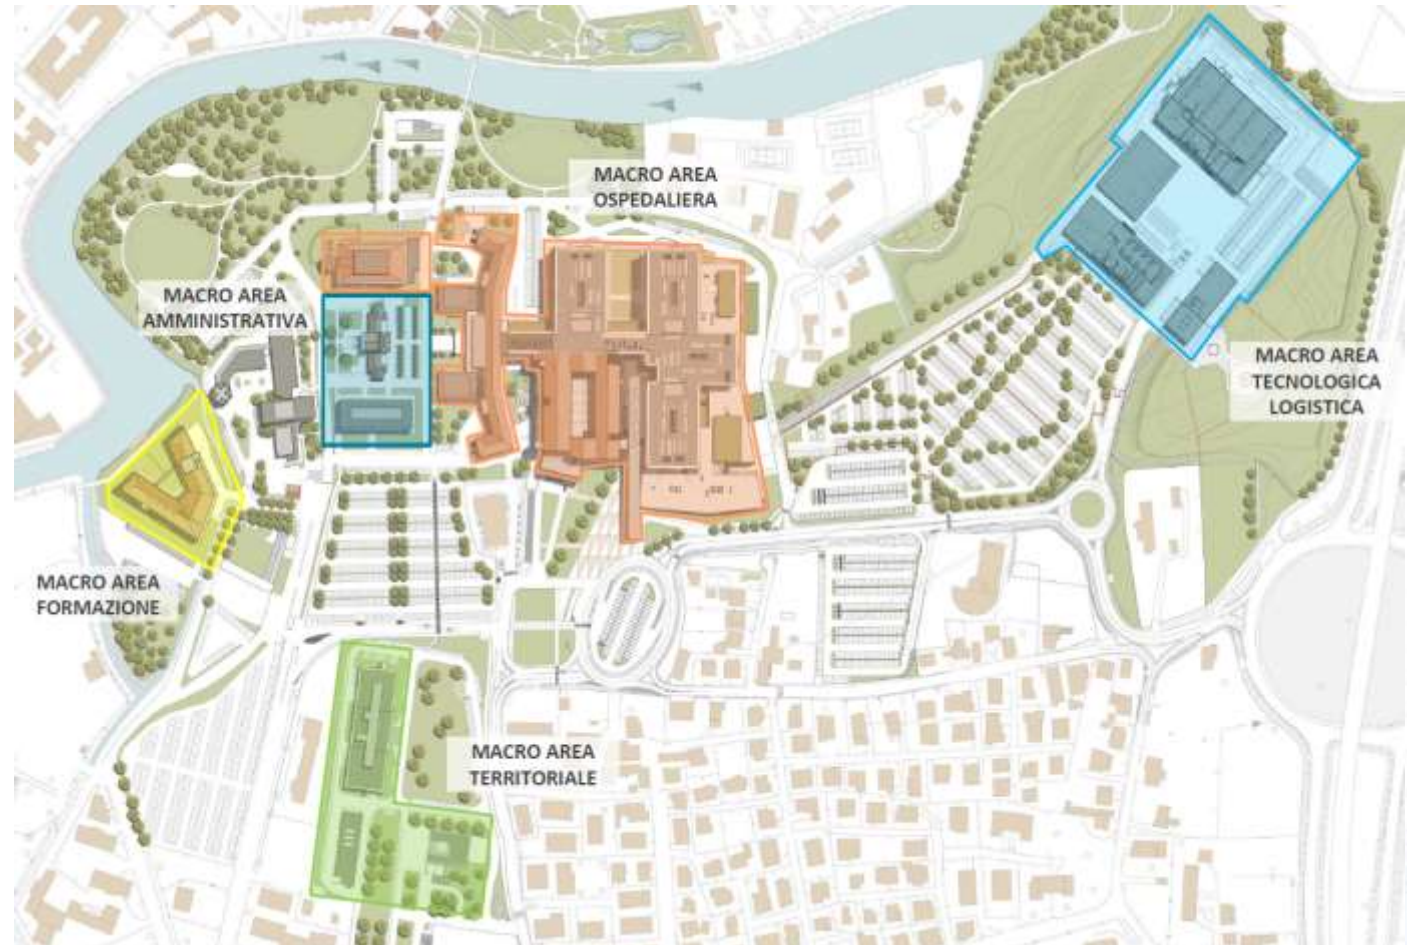 MACRO AREA
OSPEDALIERA
MACRO AREA
AMMINISTRATIVA
MACRO AREA
TECNOLOGICA
LOGISTICA
MACRO AREA
FORMAZIONE
MACRO AREA
TERRITORIALE